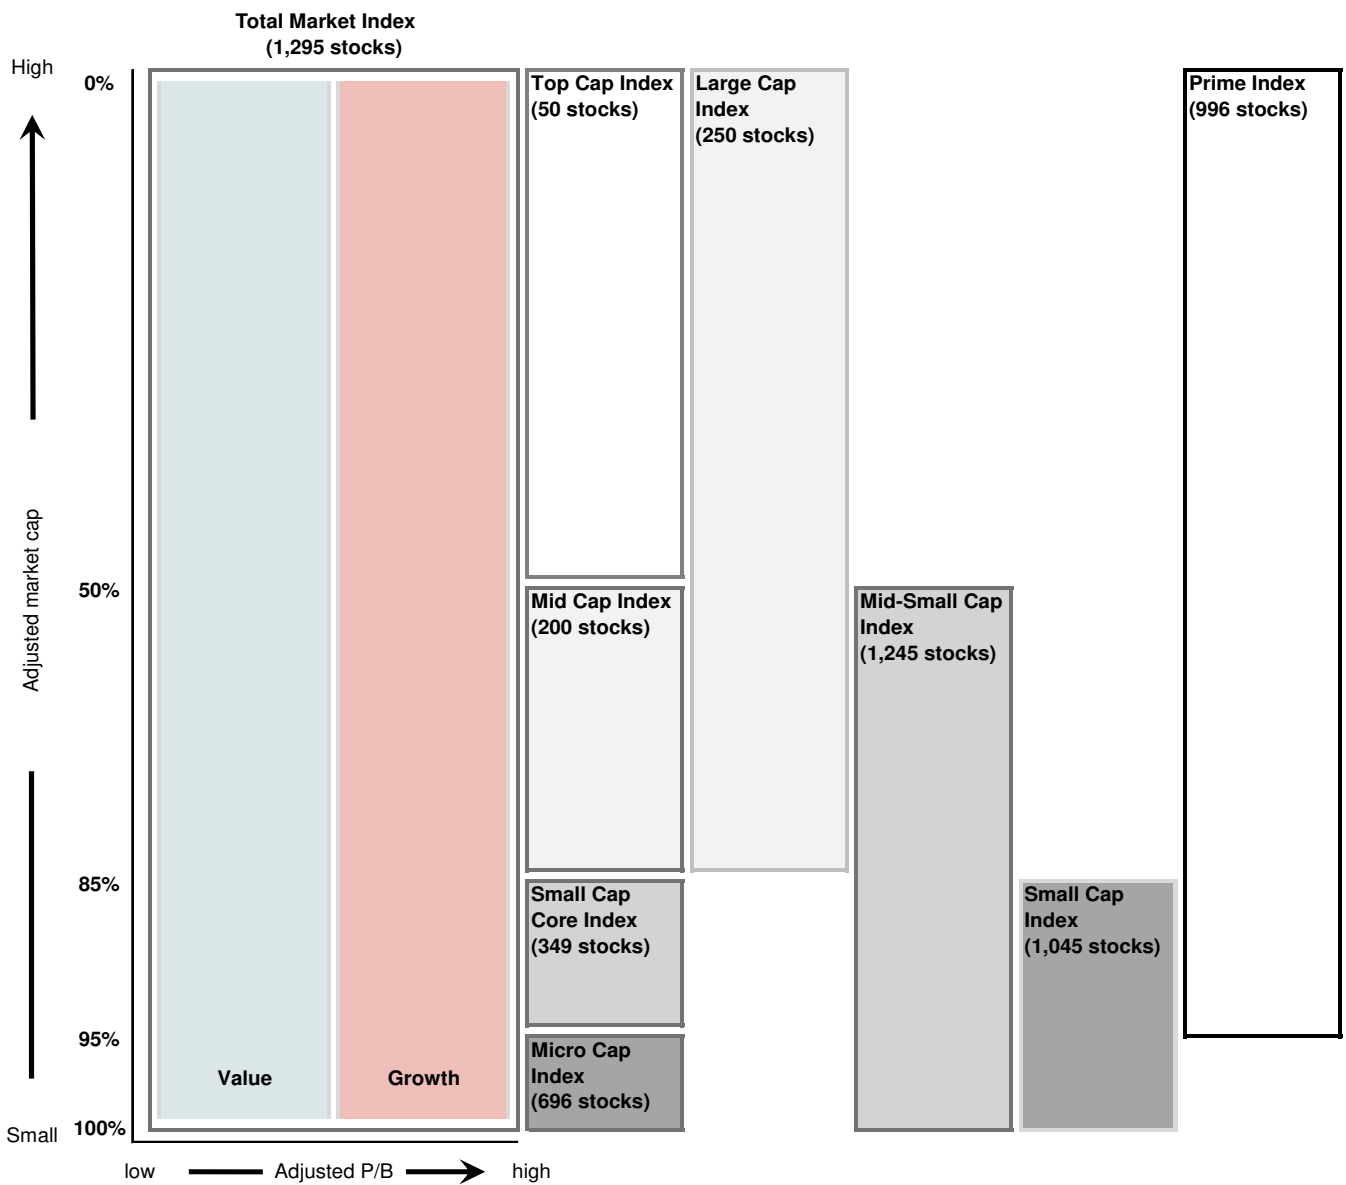 Total Market Index
(1,295 stocks)
High
0%
Top Cap Index
(50 stocks)
Large Cap
Index
(250 stocks)
Prime Index
(996 stocks)
Adjusted market cap
50%
Mid Cap Index
(200 stocks)
Mid-Small Cap
Index
(1,245 stocks)
85%
Small Cap
Core Index
(349 stocks)
Small Cap
Index
(1,045 stocks)
95%
Micro Cap
Index
(696 stocks)
Value
Growth
Small
100%
low
Adjusted P/B
high